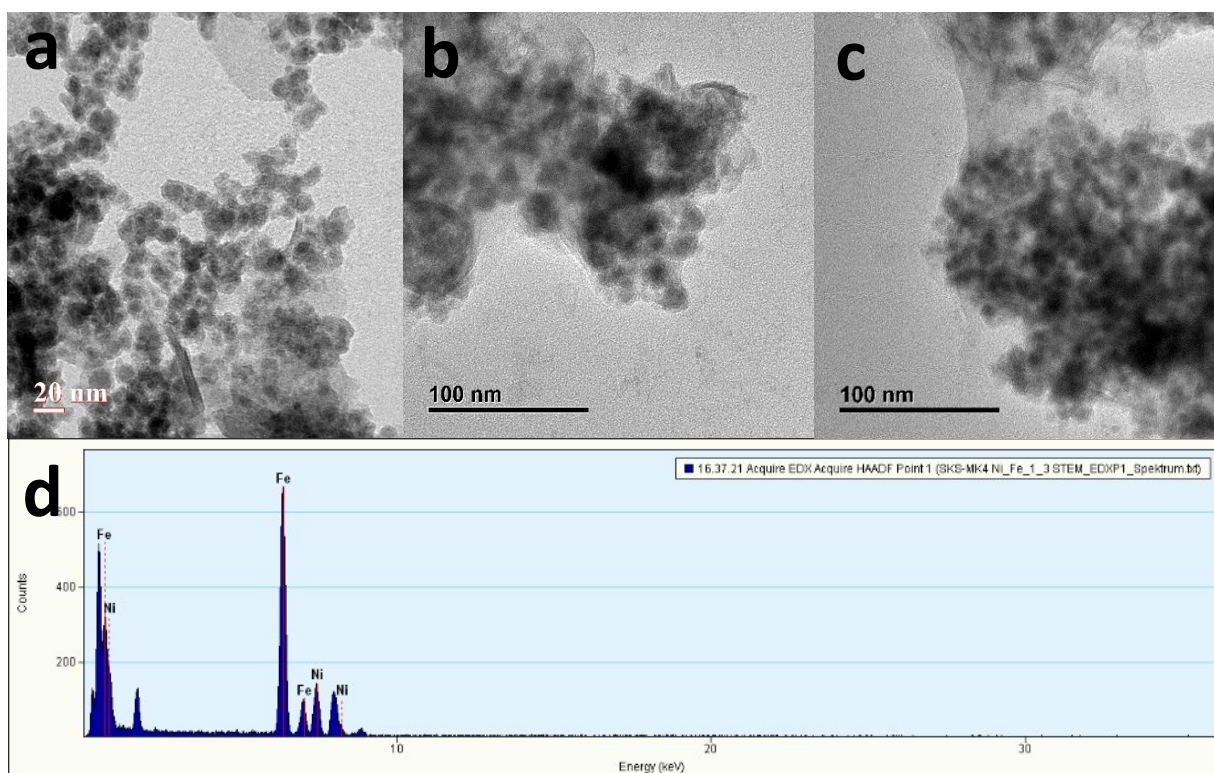 a
b
c
20 nm
100 nm
100 nm
d
16.37.21 Acquire EDX Acquire HAADF Point 1 (SKS-MK4 Ni_Fe_1_3 STEM_EDXP1_Spektrum.txt)
Fe
Fe
Ni
Fe
Ni
Ni
600
400
200
Counts
10
20
30
Energy (keV)